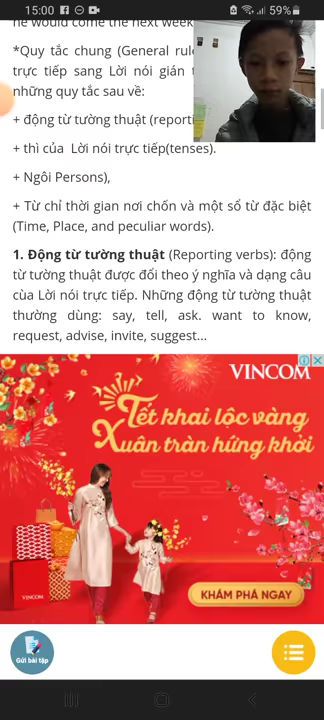 15:00
59%
he would come the next week
*Quy tắc chung (General rul
trực tiếp sang Lời nói gián
những quy tắc sau về:
+ động từ tường thuật (reporti
+ thì của Lời nói trực tiếp(tenses).
+ Ngôi Persons),
+ Từ chỉ thời gian nơi chốn và một số từ đặc biệt
(Time, Place, and peculiar words).
1. Động từ tường thuật (Reporting verbs): động
từ tường thuật được đổi theo ý nghĩa và dạng câu
của Lời nói trực tiếp. Những động từ tường thuật
thường dùng: say, tell, ask. want to know,
request, advise, invite, suggest...
VINCOM
Tết khai lộc vàng
Xuân tràn hứng khởi
VINCOM
KHÁM PHÁ NGAY
Gửi bài tập